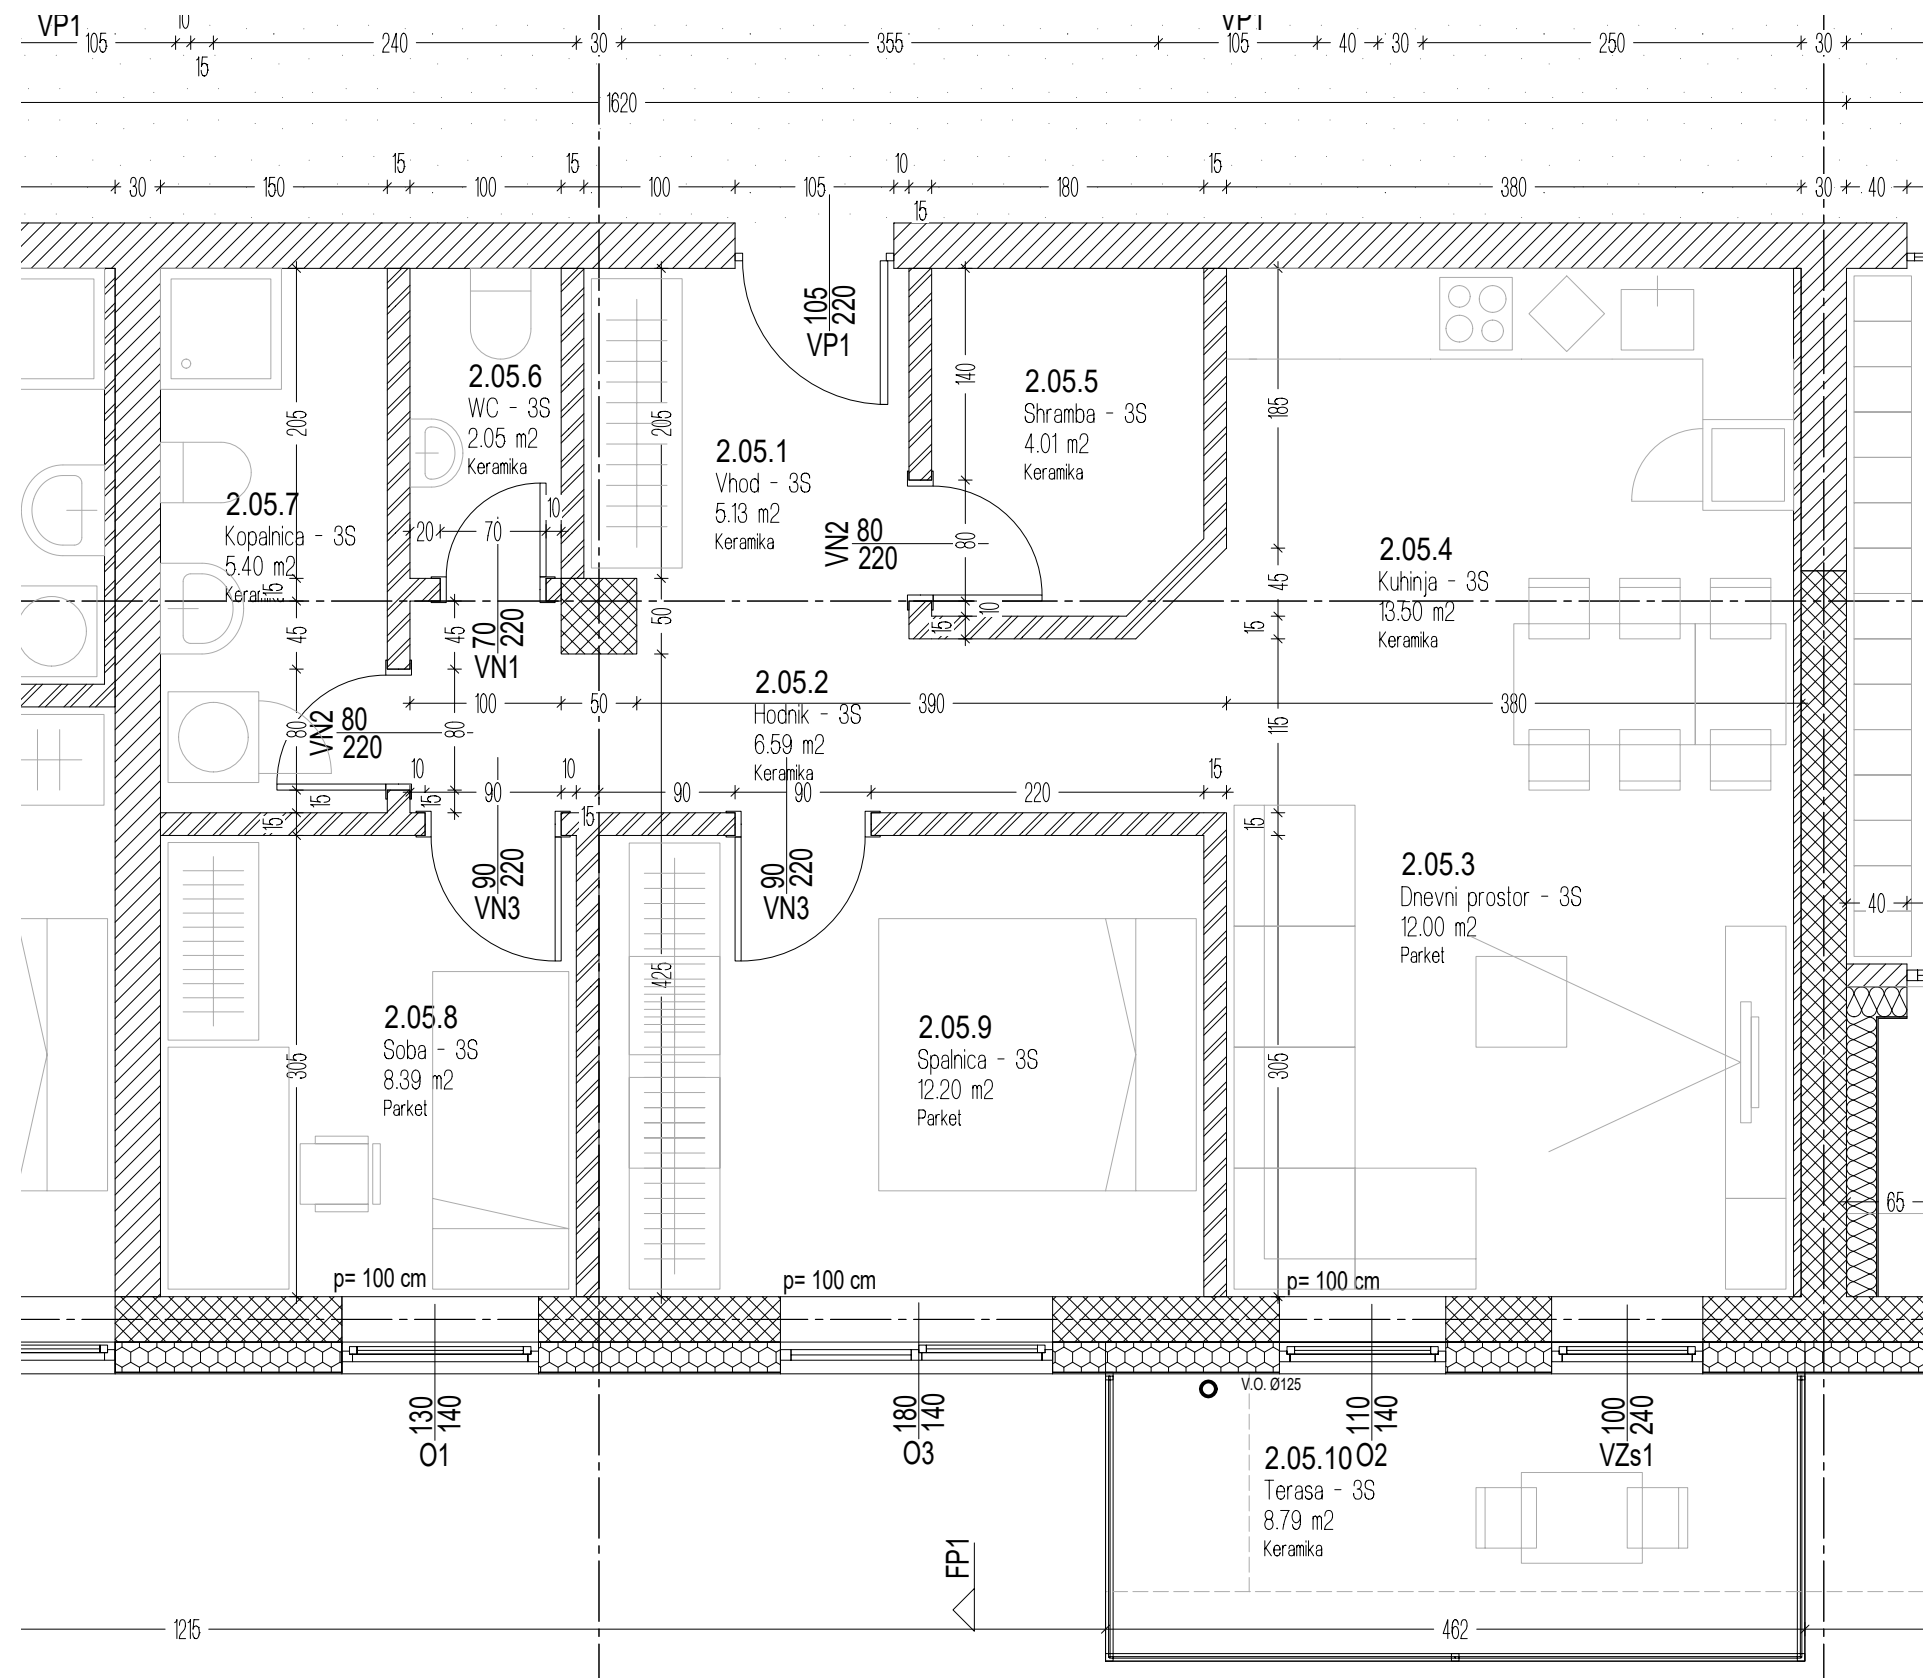 VP1
105
10
15
240
30
355
VP1
105
40
30
250
30
1620
30
150
15
100
15
100
105
10
15
180
15
380
30
40
105
220
VP1
2.05.6
WC - 3S
2.05 m2
Keramika
2.05.5
Shramba - 3S
4.01 m2
Keramika
140
185
205
205
2.05.1
Vhod - 3S
5.13 m2
Keramika
2.05.7
Kopalnica - 3S
5.40 m2
Keramika
20
70
10
VN2
80
220
80
2.05.4
Kuhinja - 3S
13.50 m2
Keramika
15
45
45
70
220
VN1
50
15
10
15
45
2.05.2
Hodnik - 3S
6.59 m2
Keramika
100
50
390
380
VN2
80
220
80
80
115
10
90
10
90
90
220
15
15
15
15
15
15
90
220
VN3
90
220
VN3
2.05.3
Dnevni prostor - 3S
12.00 m2
Parket
40
425
2.05.8
Soba - 3S
8.39 m2
Parket
2.05.9
Spalnica - 3S
12.20 m2
Parket
305
305
65
p= 100 cm
p= 100 cm
p= 100 cm
V.O. Ø125
130
140
O1
180
140
O3
110
140
O2
100
240
VZs1
2.05.10
Terasa - 3S
8.79 m2
Keramika
FP1
1215
462